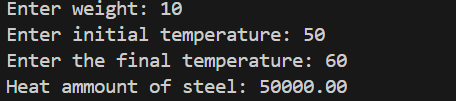 Enter weight: 10
Enter initial temperature: 50
Enter the final temperature: 60
Heat ammount of steel: 50000.00